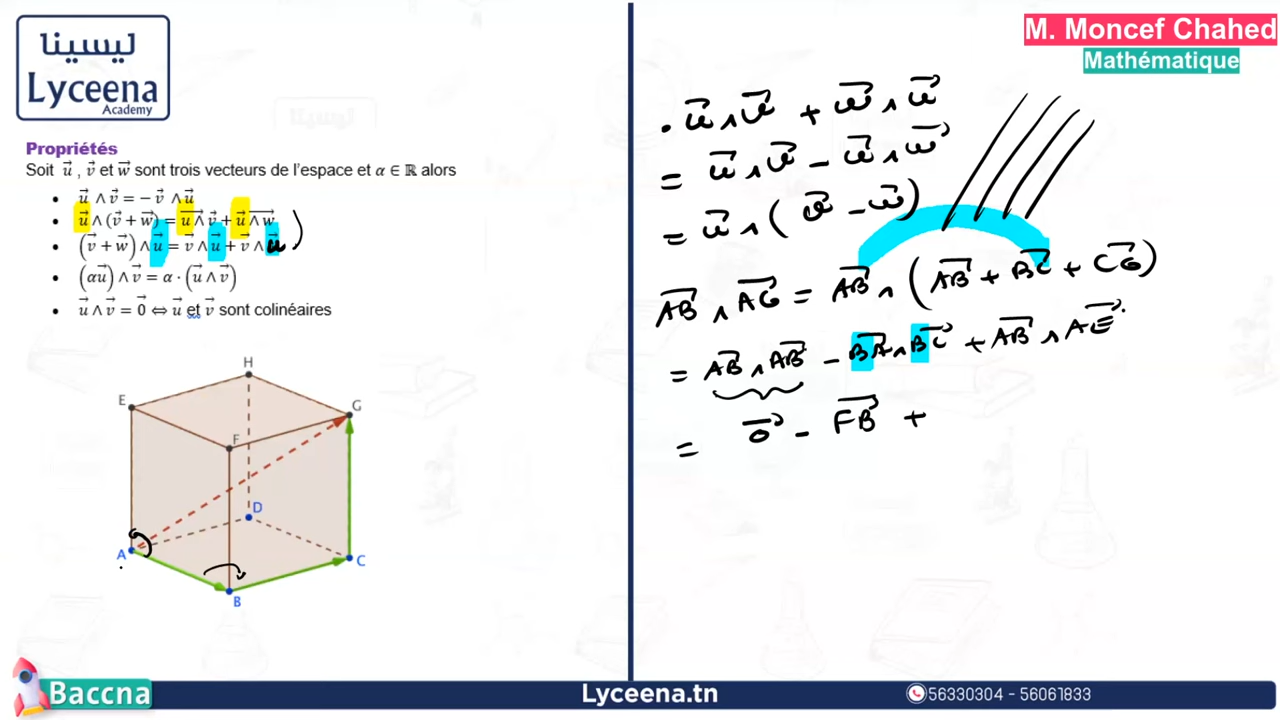 ليسينا
Lyceena
Academy
M. Moncef Chahed
Mathématique
Propriétés
Soit u⃗ , v⃗ et w⃗ sont trois vecteurs de l'espace et α ∈ ℝ alors
• u⃗ ∧ v⃗ = − v⃗ ∧ u⃗
• u⃗ ∧ (v⃗ + w⃗) = u⃗ ∧ v⃗ + u⃗ ∧ w⃗
• (v⃗ + w⃗) ∧ u⃗ = v⃗ ∧ u⃗ + v⃗ ∧ u⃗
• (αu⃗) ∧ v⃗ = α · (u⃗ ∧ v⃗)
• u⃗ ∧ v⃗ = 0⃗ ⇔ u⃗ et v⃗ sont colinéaires
H
E
G
F
D
A
C
B
= u⃗ ∧ (v⃗ − w⃗)
AB⃗ ∧ AG⃗ = AB⃗ ∧ (AB⃗ + BC⃗ + CG⃗)
= AB⃗ ∧ AB⃗ − BA⃗ ∧ BC⃗ + AB⃗ ∧ AE⃗
= 0⃗ − FB⃗ +
Baccna
Lyceena.tn
56330304 - 56061833